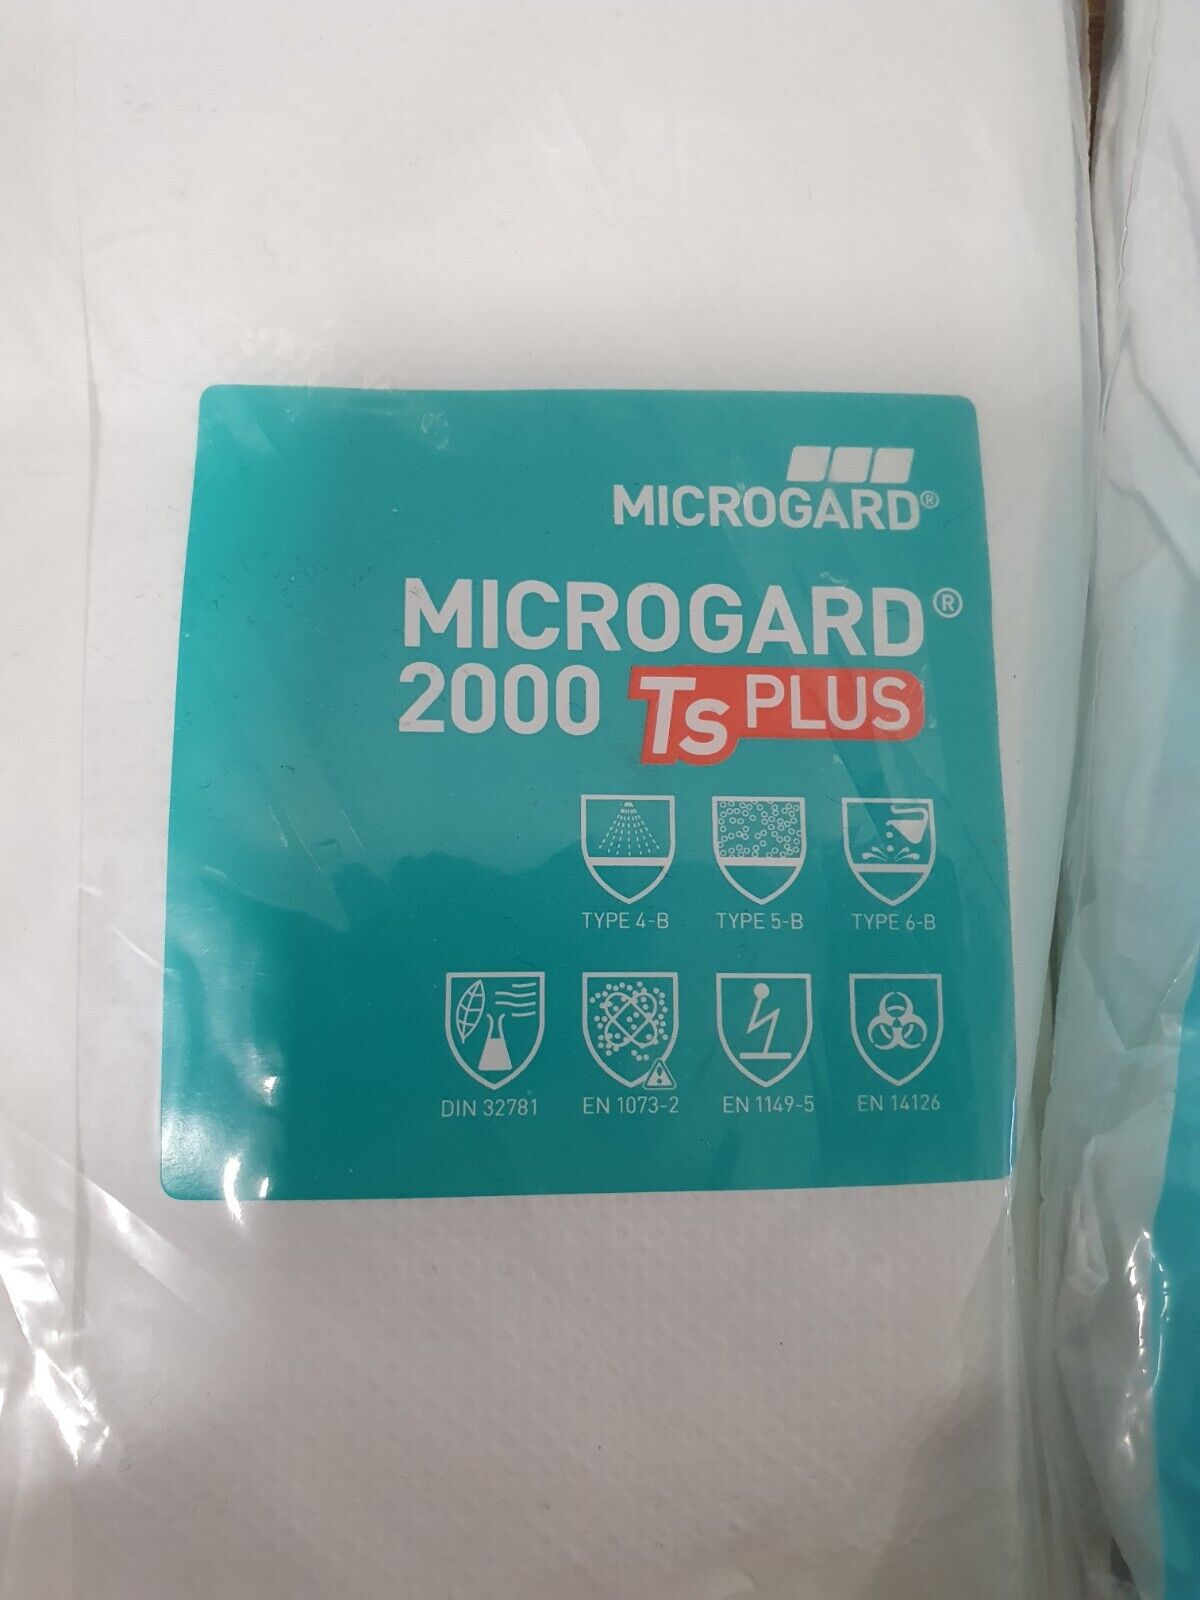 MICROGARD®
MICROGARD®
2000 Ts PLUS
TYPE 4-B TYPE 5-B TYPE 6-B
DIN 32781 EN 1073-2 EN 1149-5 EN 14126